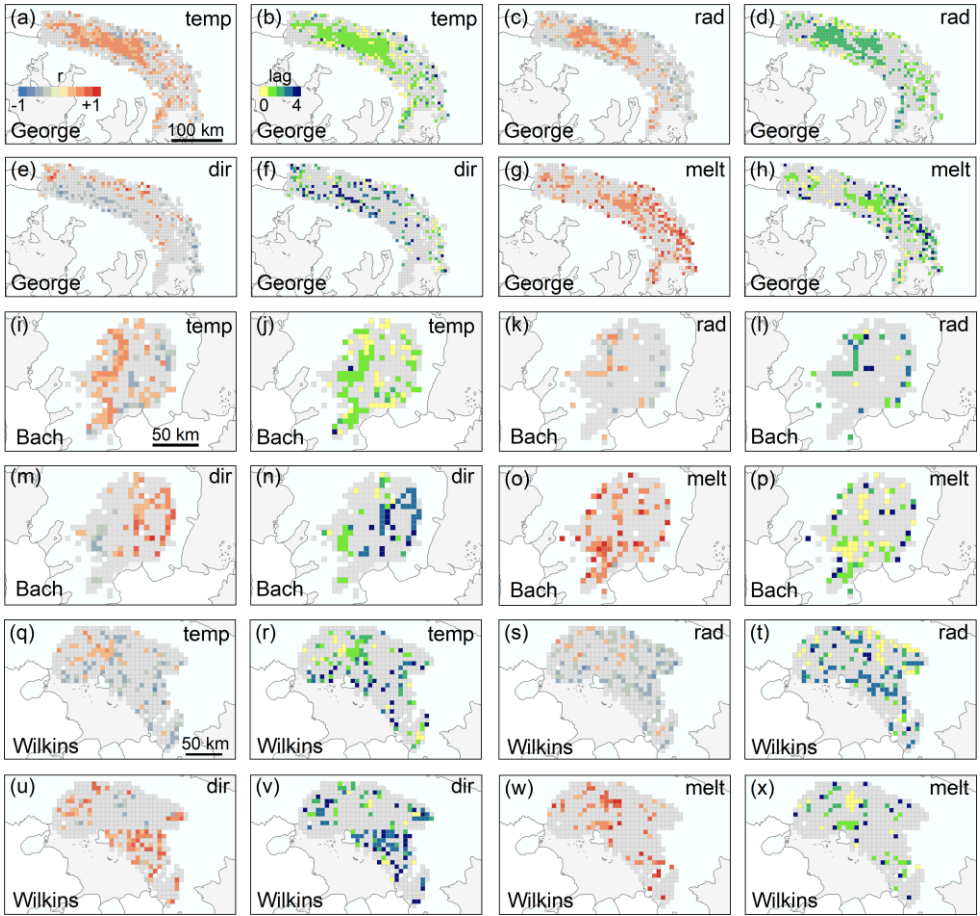 (a) temp
r
-1 +1
George 100 km
(b) temp
lag
0 4
George
(c) rad
George
(d) rad
George
(e) dir
George
(f) dir
George
(g) melt
George
(h) melt
George
(i) temp
Bach 50 km
(j) temp
Bach
(k) rad
Bach
(l) rad
Bach
(m) dir
Bach
(n) dir
Bach
(o) melt
Bach
(p) melt
Bach
(q) temp
Wilkins 50 km
(r) temp
Wilkins
(s) rad
Wilkins
(t) rad
Wilkins
(u) dir
Wilkins
(v) dir
Wilkins
(w) melt
Wilkins
(x) melt
Wilkins